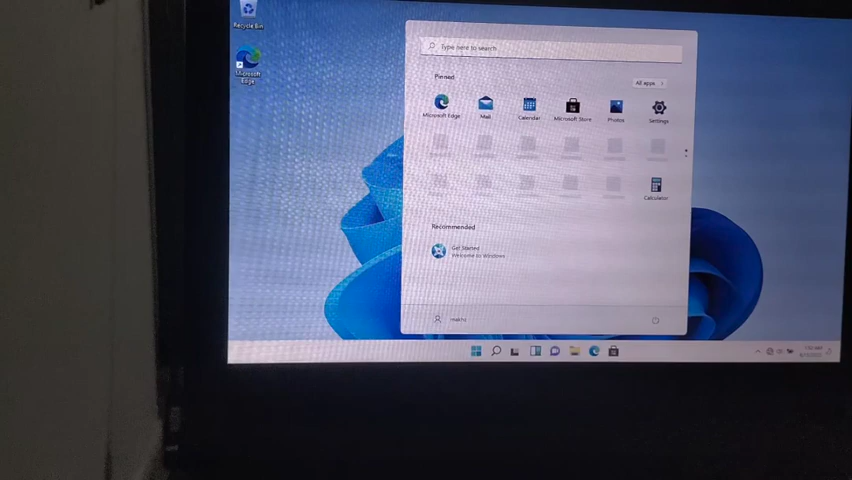 Recycle Bin
Microsoft
Edge
Type here to search
Pinned
All apps
Microsoft Edge
Mail
Calendar
Microsoft Store
Photos
Settings
Calculator
Recommended
Get Started
Welcome to Windows